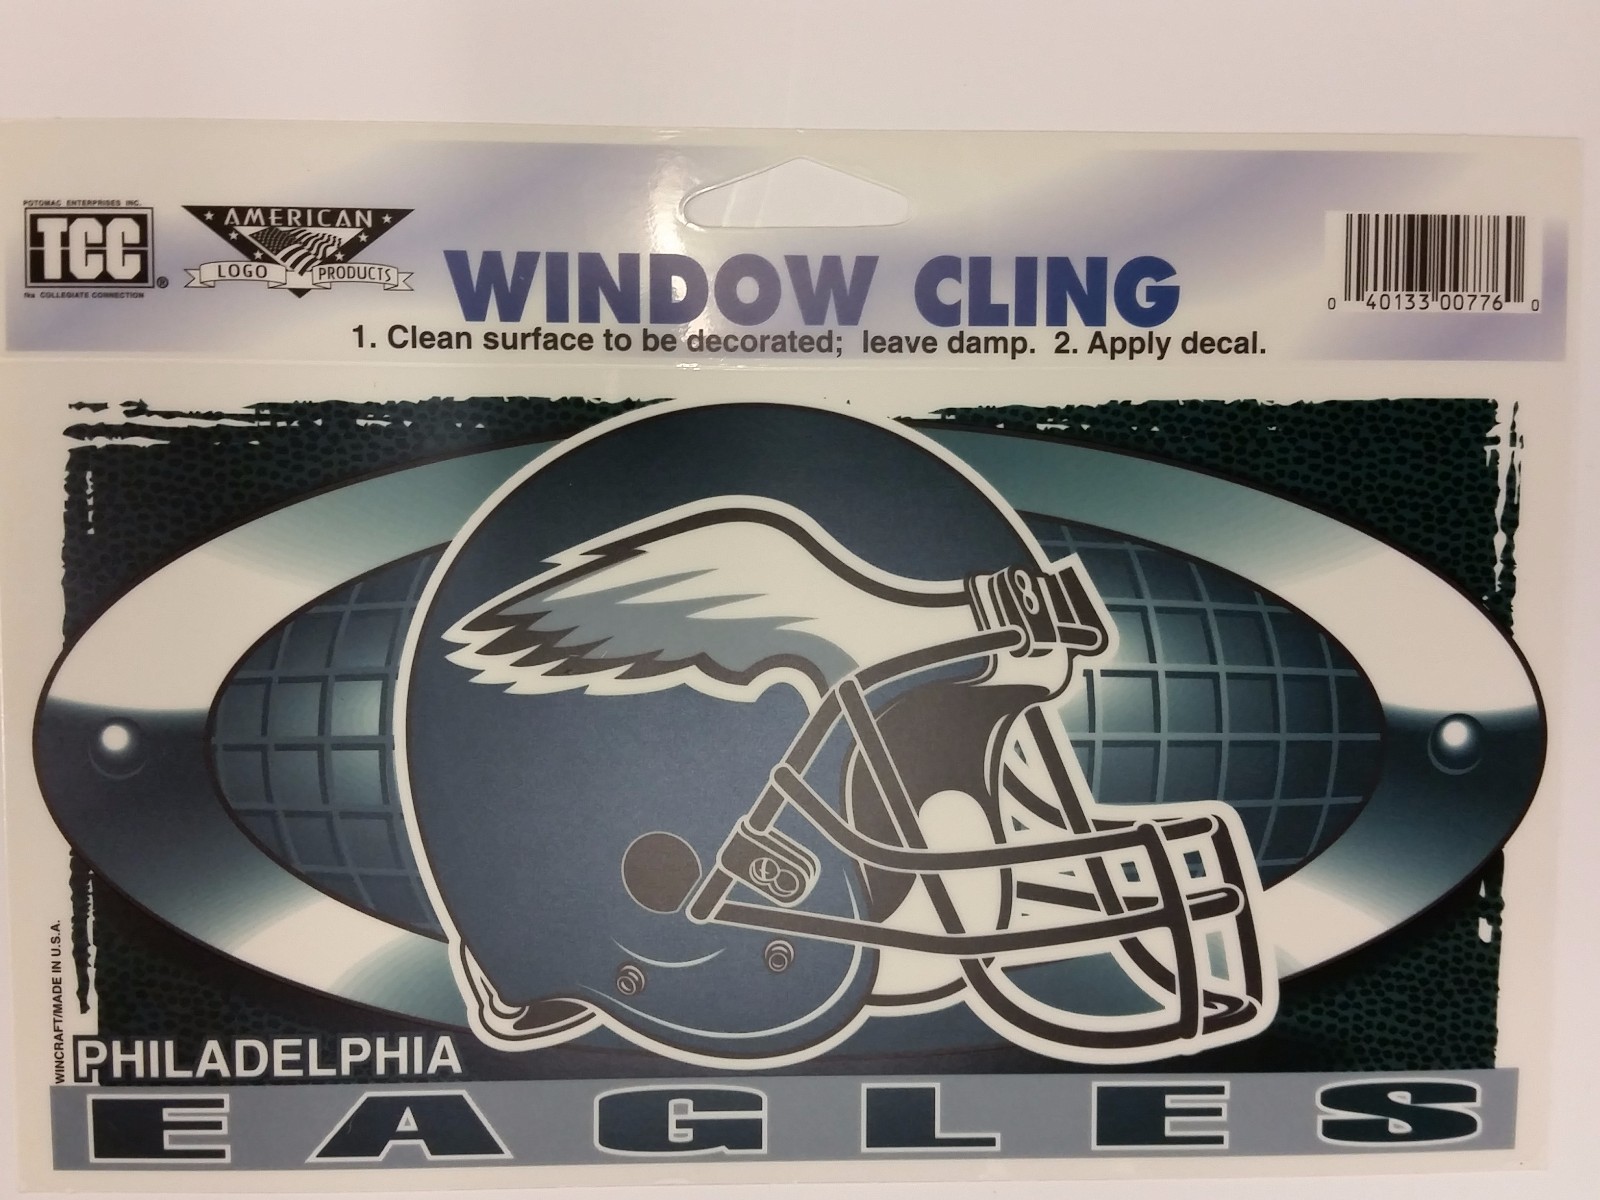 POTOMAC ENTERPRISES INC.
TCC®
fka COLLEGIATE CONNECTION
AMERICAN
LOGO PRODUCTS
WINDOW CLING
1. Clean surface to be decorated; leave damp. 2. Apply decal.
0 40133 00776 0
8
WINCRAFT/MADE IN U.S.A.
PHILADELPHIA
EAGLES